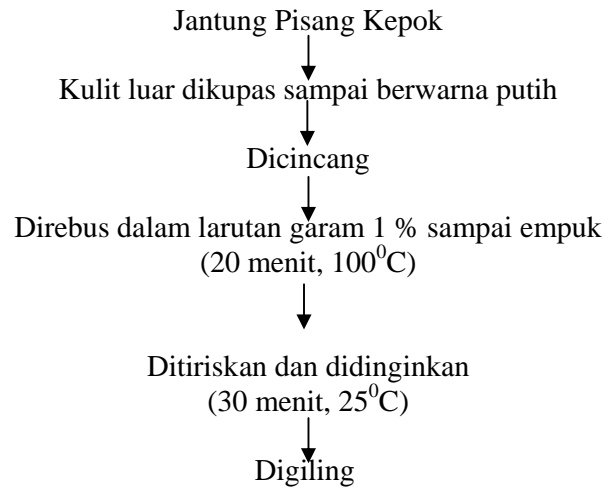 Jantung Pisang Kepok
Kulit luar dikupas sampai berwarna putih
Dicincang
Direbus dalam larutan garam 1 % sampai empuk
(20 menit, 100⁰C)
Ditiriskan dan didinginkan
(30 menit, 25⁰C)
Digiling